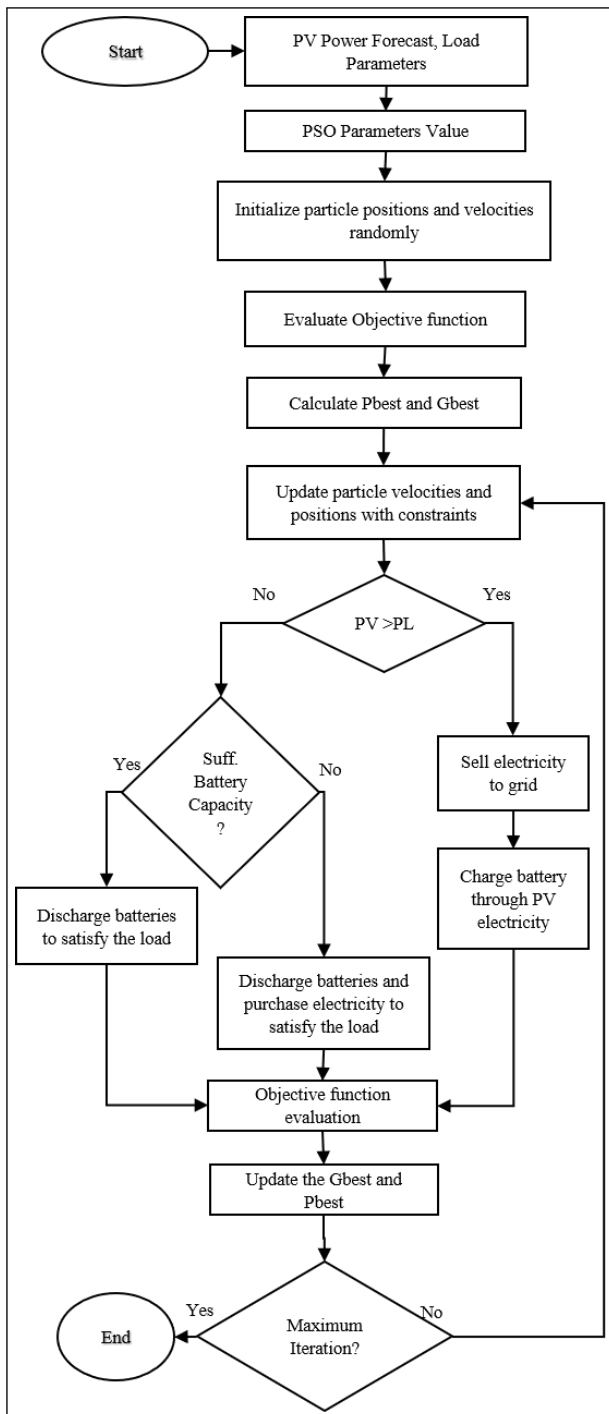 Start
PV Power Forecast, Load
Parameters
PSO Parameters Value
Initialize particle positions and velocities
randomly
Evaluate Objective function
Calculate Pbest and Gbest
Update particle velocities and
positions with constraints
No
PV >PL
Yes
Yes
Suff.
Battery
Capacity
?
No
Sell electricity
to grid
Charge battery
through PV
electricity
Discharge batteries
to satisfy the load
Discharge batteries and
purchase electricity to
satisfy the load
Objective function
evaluation
Update the Gbest and
Pbest
Maximum
Iteration?
Yes
No
End